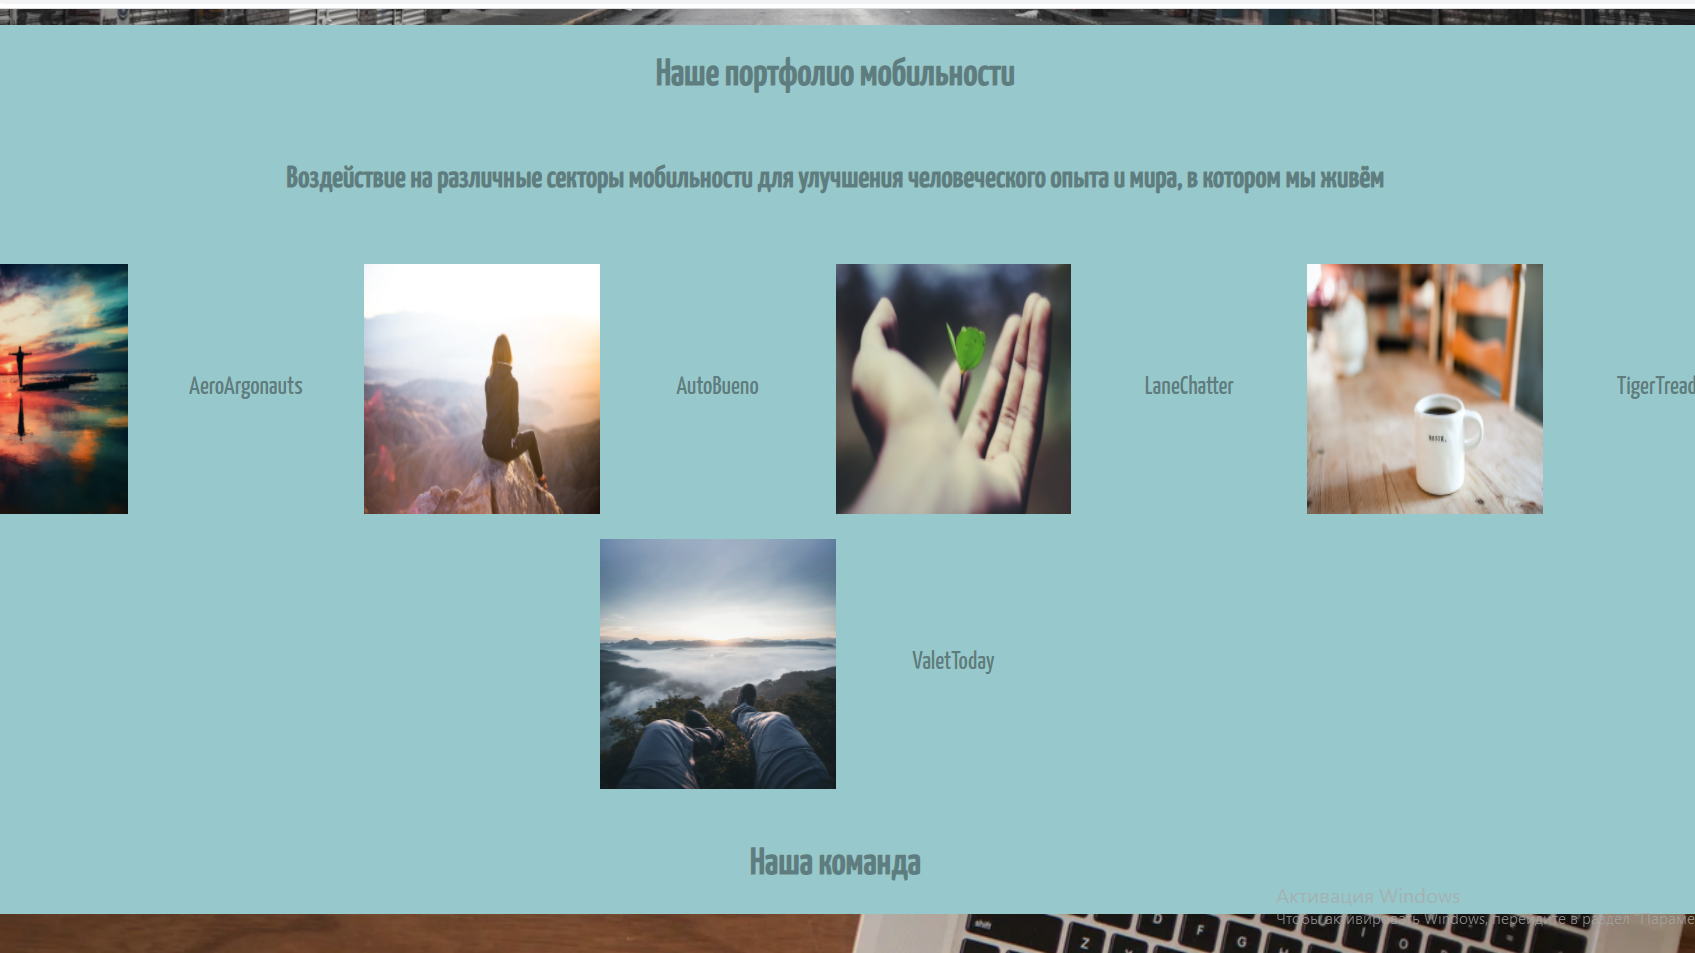 Наше портфолио мобильности
Воздействие на различные секторы мобильности для улучшения человеческого опыта и мира, в котором мы живём
AeroArgonauts
AutoBueno
LaneChatter
TigerTread
ValetToday
Наша команда
Активация Windows
Чтобы активировать Windows, перейдите в раздел "Параме
shift
Z
D
F
G
I
O